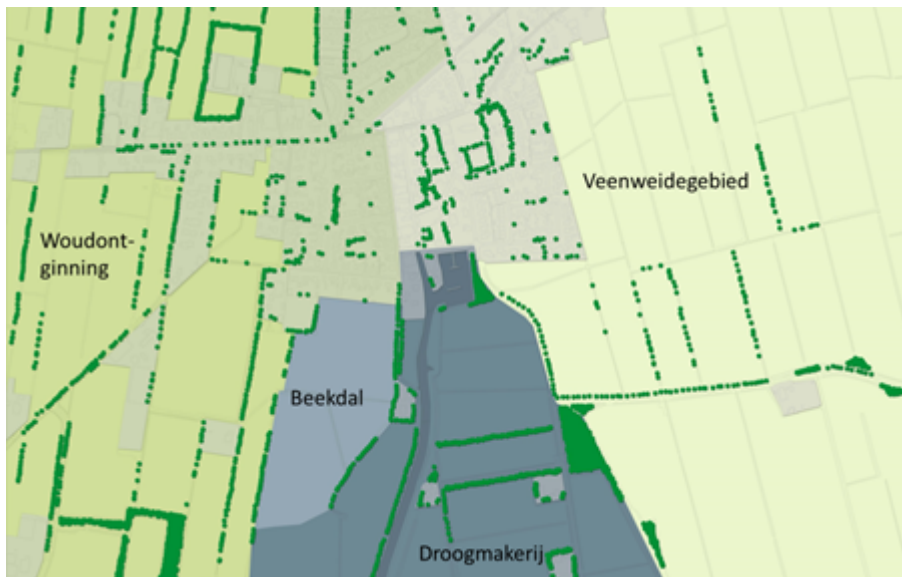 Veenweidegebied
Woudont-
ginning
Beekdal
Droogmakerij